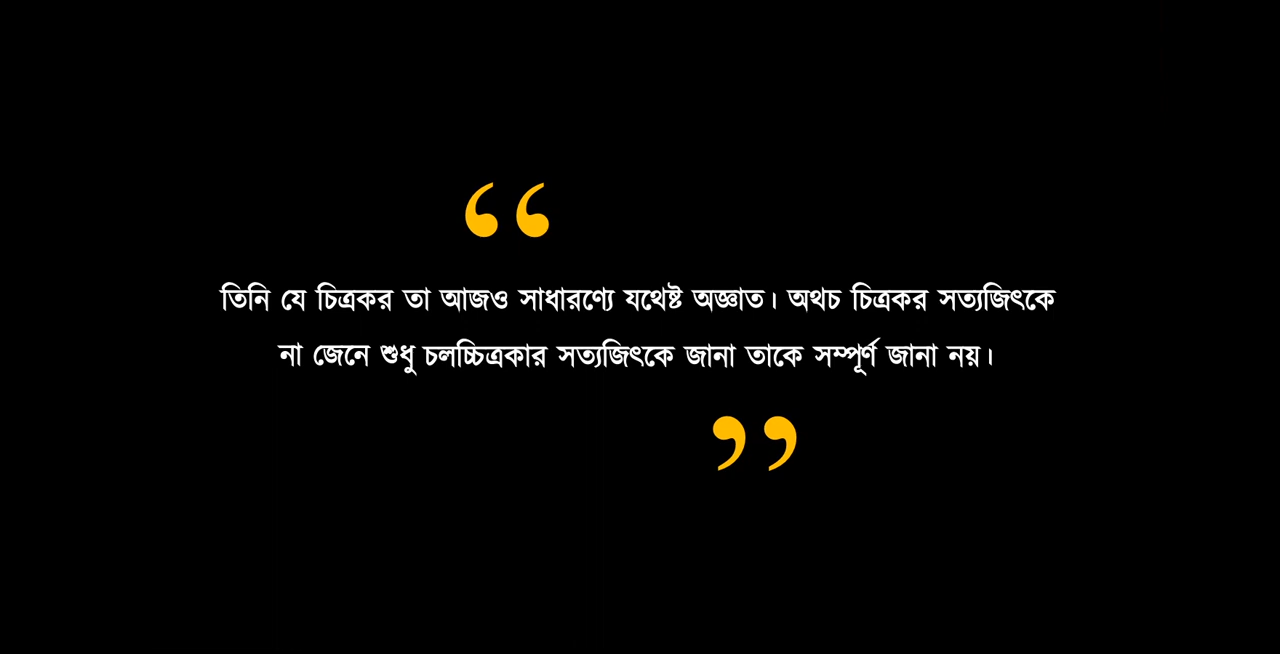 “
তিনি যে চিত্রকর তা আজও সাধারণ্যে যথেষ্ট অজ্ঞাত। অথচ চিত্রকর সত্যজিৎকে
না জেনে শুধু চলচ্চিত্রকার সত্যজিৎকে জানা তাকে সম্পূর্ণ জানা নয়।
”